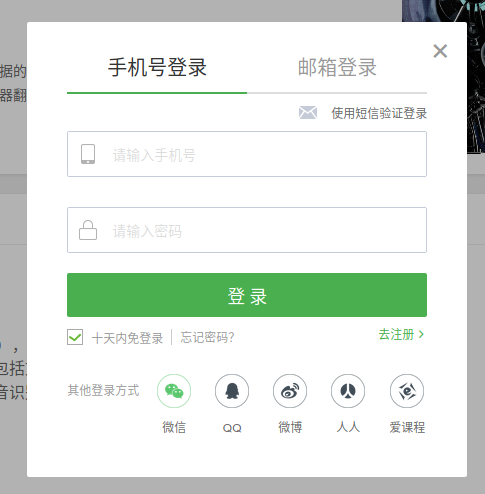 手机号登录 邮箱登录
据的
使用短信验证登录
器翻
请输入手机号
请输入密码
登 录
十天内免登录 忘记密码? 去注册
),
包括
音识
其他登录方式
微信 QQ 微博 人人 爱课程